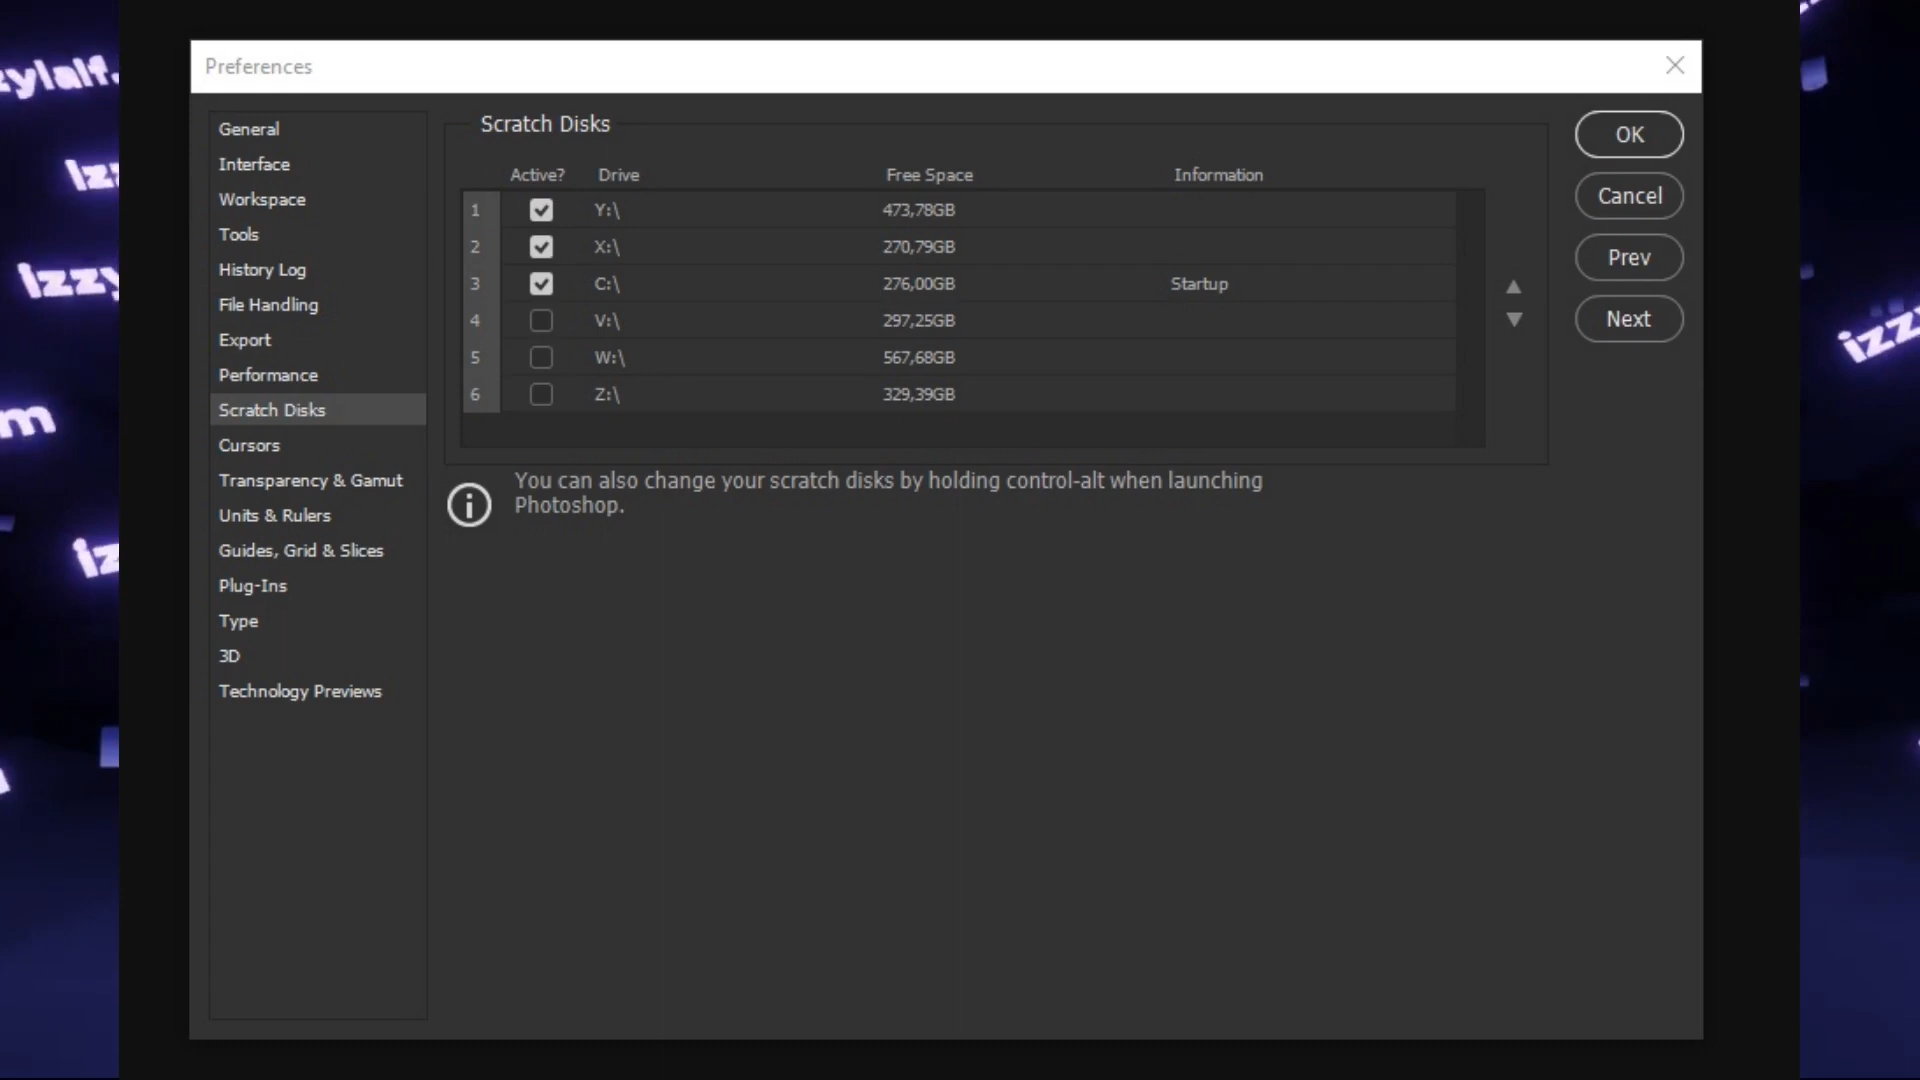 Preferences
General
Interface
Workspace
Tools
History Log
File Handling
Export
Performance
Scratch Disks
Cursors
Transparency & Gamut
Units & Rulers
Guides, Grid & Slices
Plug-Ins
Type
3D
Technology Previews
Scratch Disks
Active? Drive Free Space Information
1 Y:\ 473,78GB
2 X:\ 270,79GB
3 C:\ 276,00GB Startup
4 V:\ 297,25GB
5 W:\ 567,68GB
6 Z:\ 329,39GB
You can also change your scratch disks by holding control-alt when launching
Photoshop.
OK
Cancel
Prev
Next